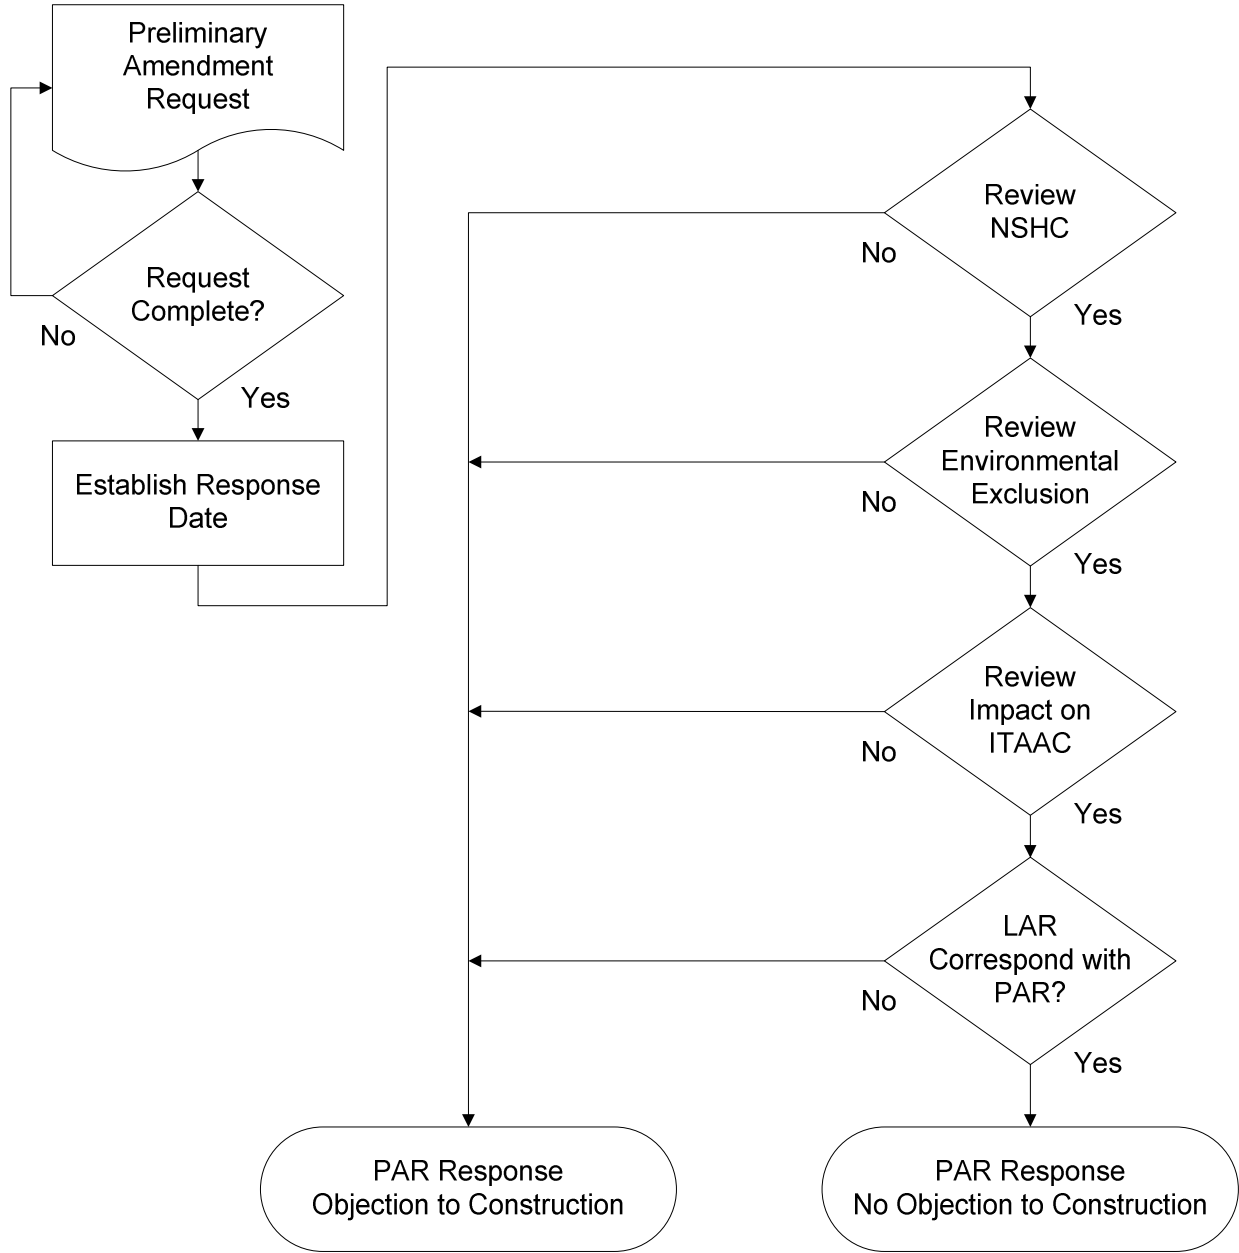 Preliminary
Amendment
Request
Request
Complete?
No
Yes
Establish Response
Date
Review
NSHC
No
Yes
Review
Environmental
Exclusion
No
Yes
Review
Impact on
ITAAC
No
Yes
LAR
Correspond with
PAR?
No
Yes
PAR Response
Objection to Construction
PAR Response
No Objection to Construction